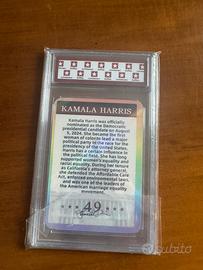 KAMALA HARRIS
Kamala Harris was officially
nominated as the Democratic
presidential candidate on August
5, 2024. She became the first
woman of colorto lead a major
political party in the race for the
presidency of the united States.
Harris has a certain influence in
the political field. She has long
supported women's equality and
racial equality. During her tenure
as California's attorney general,
she defended the Affordable Care
Act, enforced environmental laws,
and was one of the leaders of
the American marriage equality
movement.
49
subito